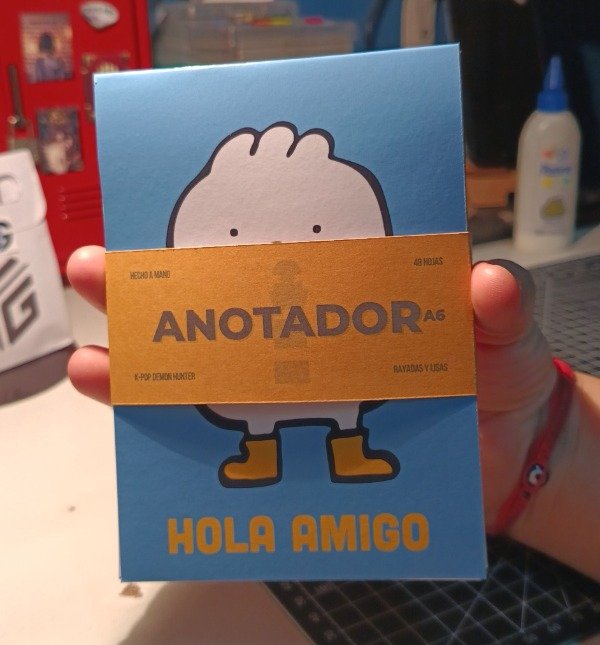 HECHO A MANO
48 HOJAS
ANOTADOR A6
K-POP DEMON HUNTER
RAYADAS Y LISAS
HOLA AMIGO